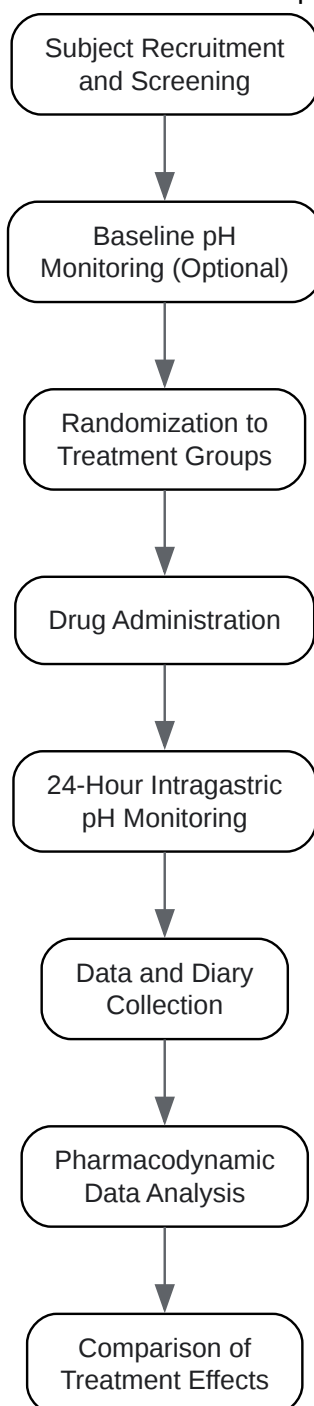 Subject Recruitment
and Screening
Baseline pH
Monitoring (Optional)
Randomization to
Treatment Groups
Drug Administration
24-Hour Intragastric
pH Monitoring
Data and Diary
Collection
Pharmacodynamic
Data Analysis
Comparison of
Treatment Effects